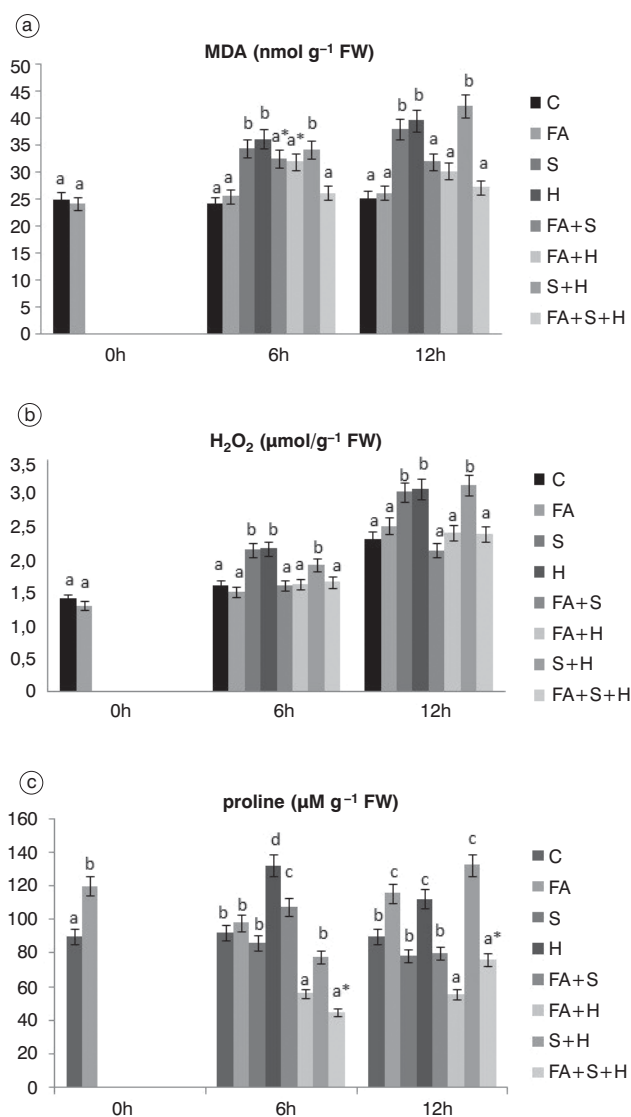 a
MDA (nmol g⁻¹ FW)
50
45
40
35
30
25
20
15
10
5
0
a a
a a b b a* a* b a
a a b b a a b a
0h 6h 12h
C
FA
S
H
FA+S
FA+H
S+H
FA+S+H
b
H₂O₂ (µmol/g⁻¹ FW)
3,5
3,0
2,5
2,0
1,5
1,0
0,5
0
a a
a a b b a a b a
a a b b a a b a
0h 6h 12h
C
FA
S
H
FA+S
FA+H
S+H
FA+S+H
c
proline (µM g⁻¹ FW)
160
140
120
100
80
60
40
20
0
a b
b b b d c a b a*
b c b c b a c a*
0h 6h 12h
C
FA
S
H
FA+S
FA+H
S+H
FA+S+H